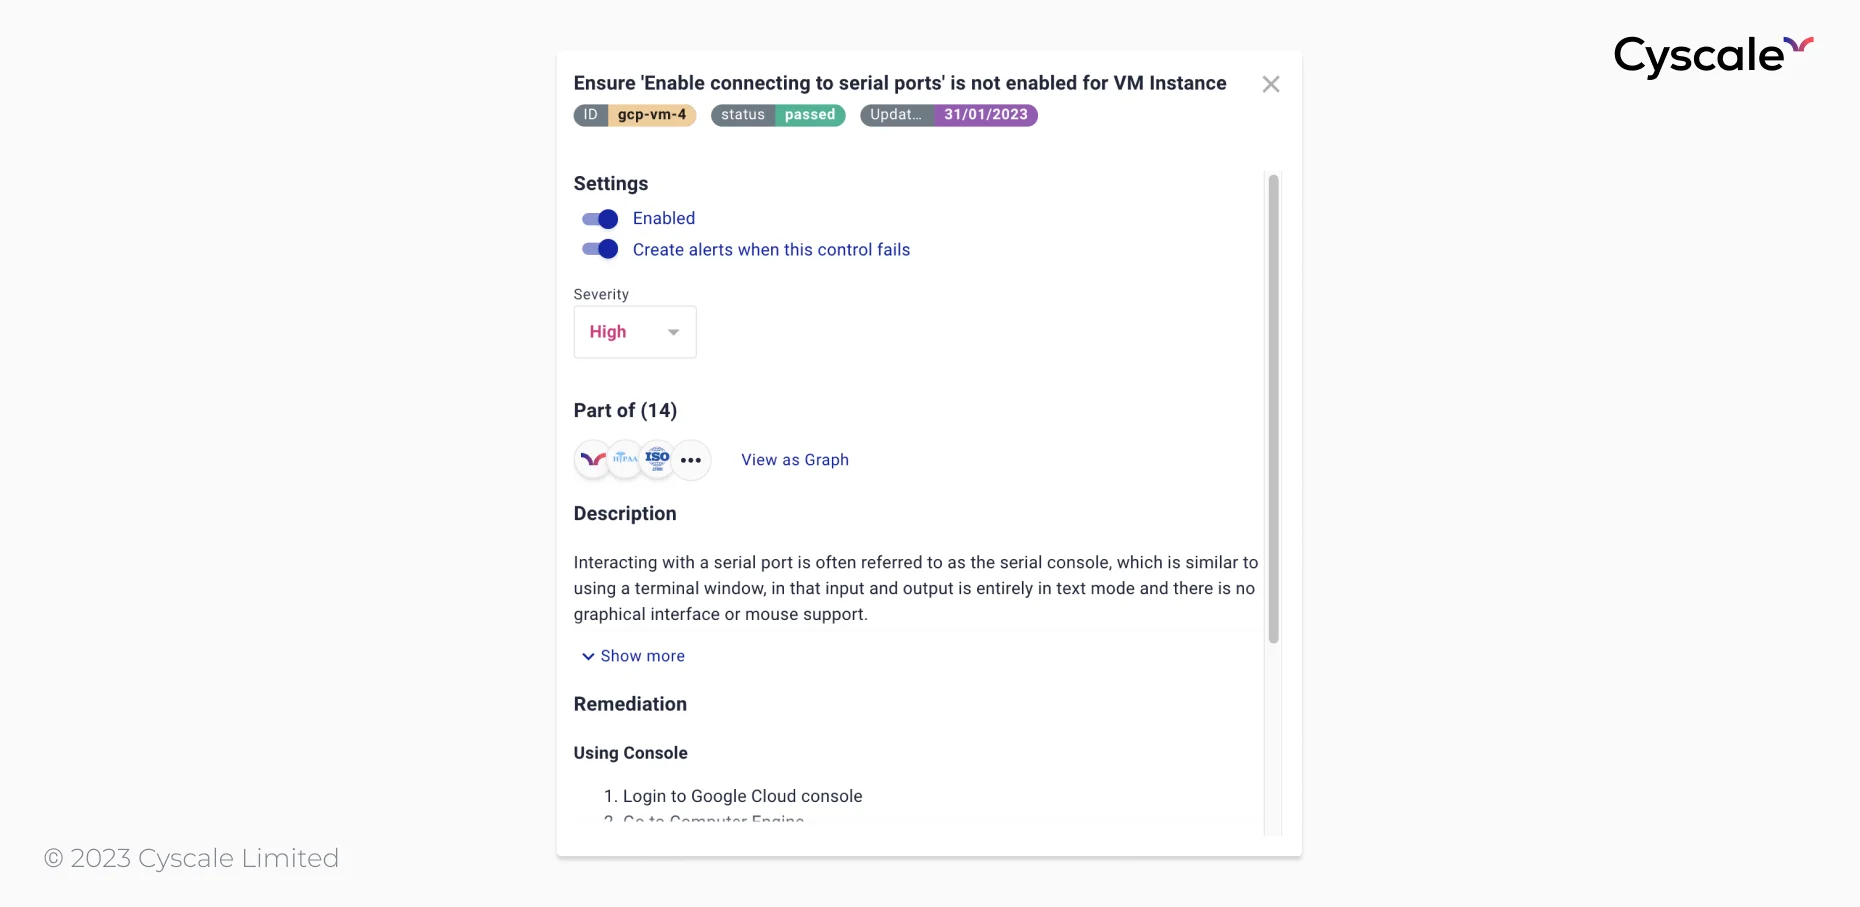 Cyscale
Ensure 'Enable connecting to serial ports' is not enabled for VM Instance
ID gcp-vm-4 status passed Updat... 31/01/2023
Settings
Enabled
Create alerts when this control fails
Severity
High
Part of (14)
HIPAA ISO View as Graph
Description
Interacting with a serial port is often referred to as the serial console, which is similar to
using a terminal window, in that input and output is entirely in text mode and there is no
graphical interface or mouse support.
Show more
Remediation
Using Console
1. Login to Google Cloud console
2. Go to Computer Engine
© 2023 Cyscale Limited